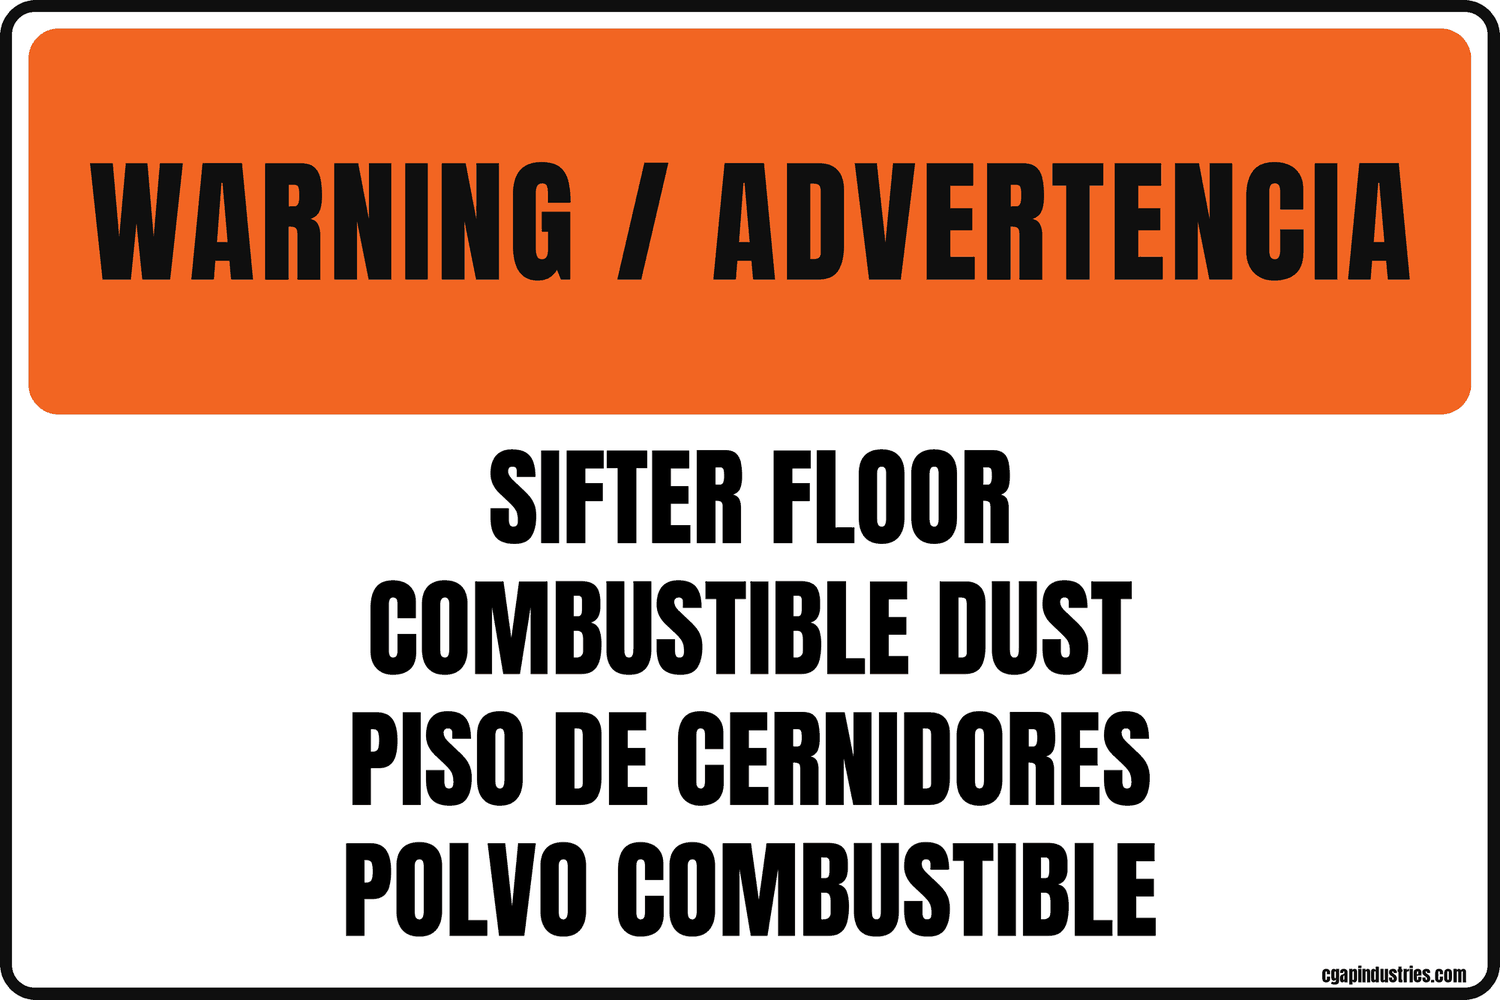 WARNING / ADVERTENCIA
SIFTER FLOOR
COMBUSTIBLE DUST
PISO DE CERNIDORES
POLVO COMBUSTIBLE
cgapindustries.com